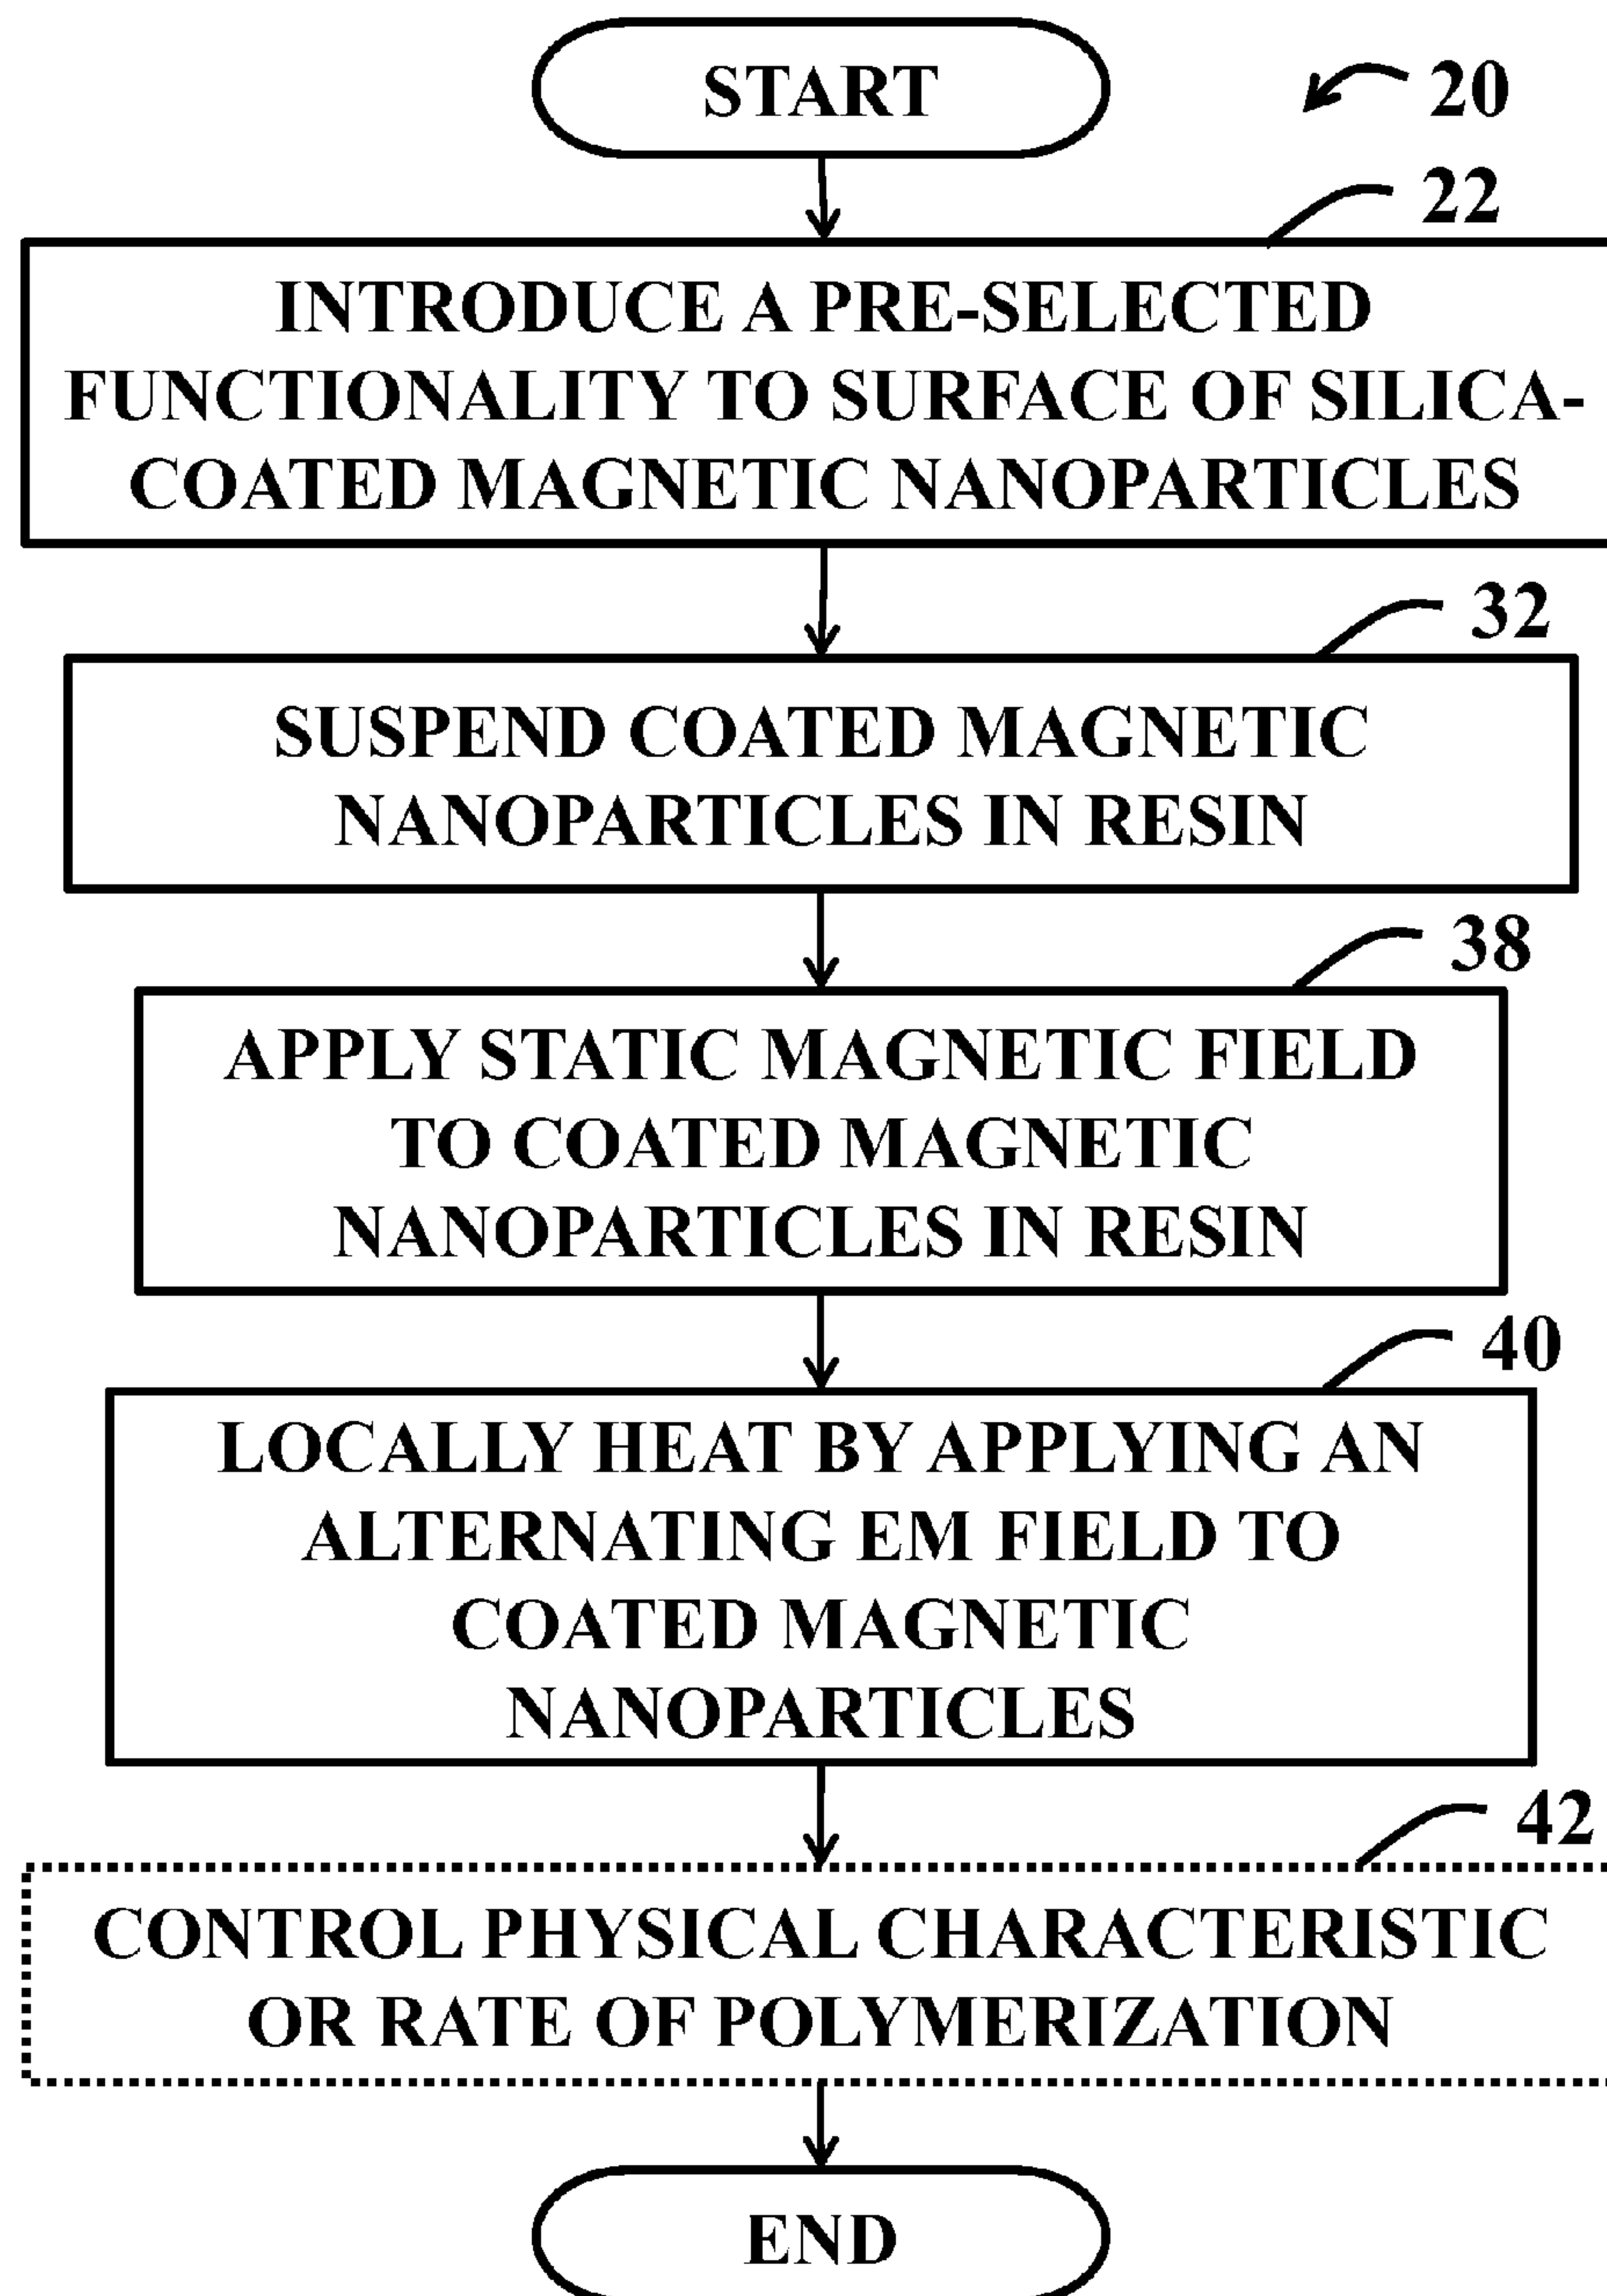 START
20
22
INTRODUCE A PRE-SELECTED
FUNCTIONALITY TO SURFACE OF SILICA-
COATED MAGNETIC NANOPARTICLES
32
SUSPEND COATED MAGNETIC
NANOPARTICLES IN RESIN
38
APPLY STATIC MAGNETIC FIELD
TO COATED MAGNETIC
NANOPARTICLES IN RESIN
40
LOCALLY HEAT BY APPLYING AN
ALTERNATING EM FIELD TO
COATED MAGNETIC
NANOPARTICLES
42
CONTROL PHYSICAL CHARACTERISTIC
OR RATE OF POLYMERIZATION
END